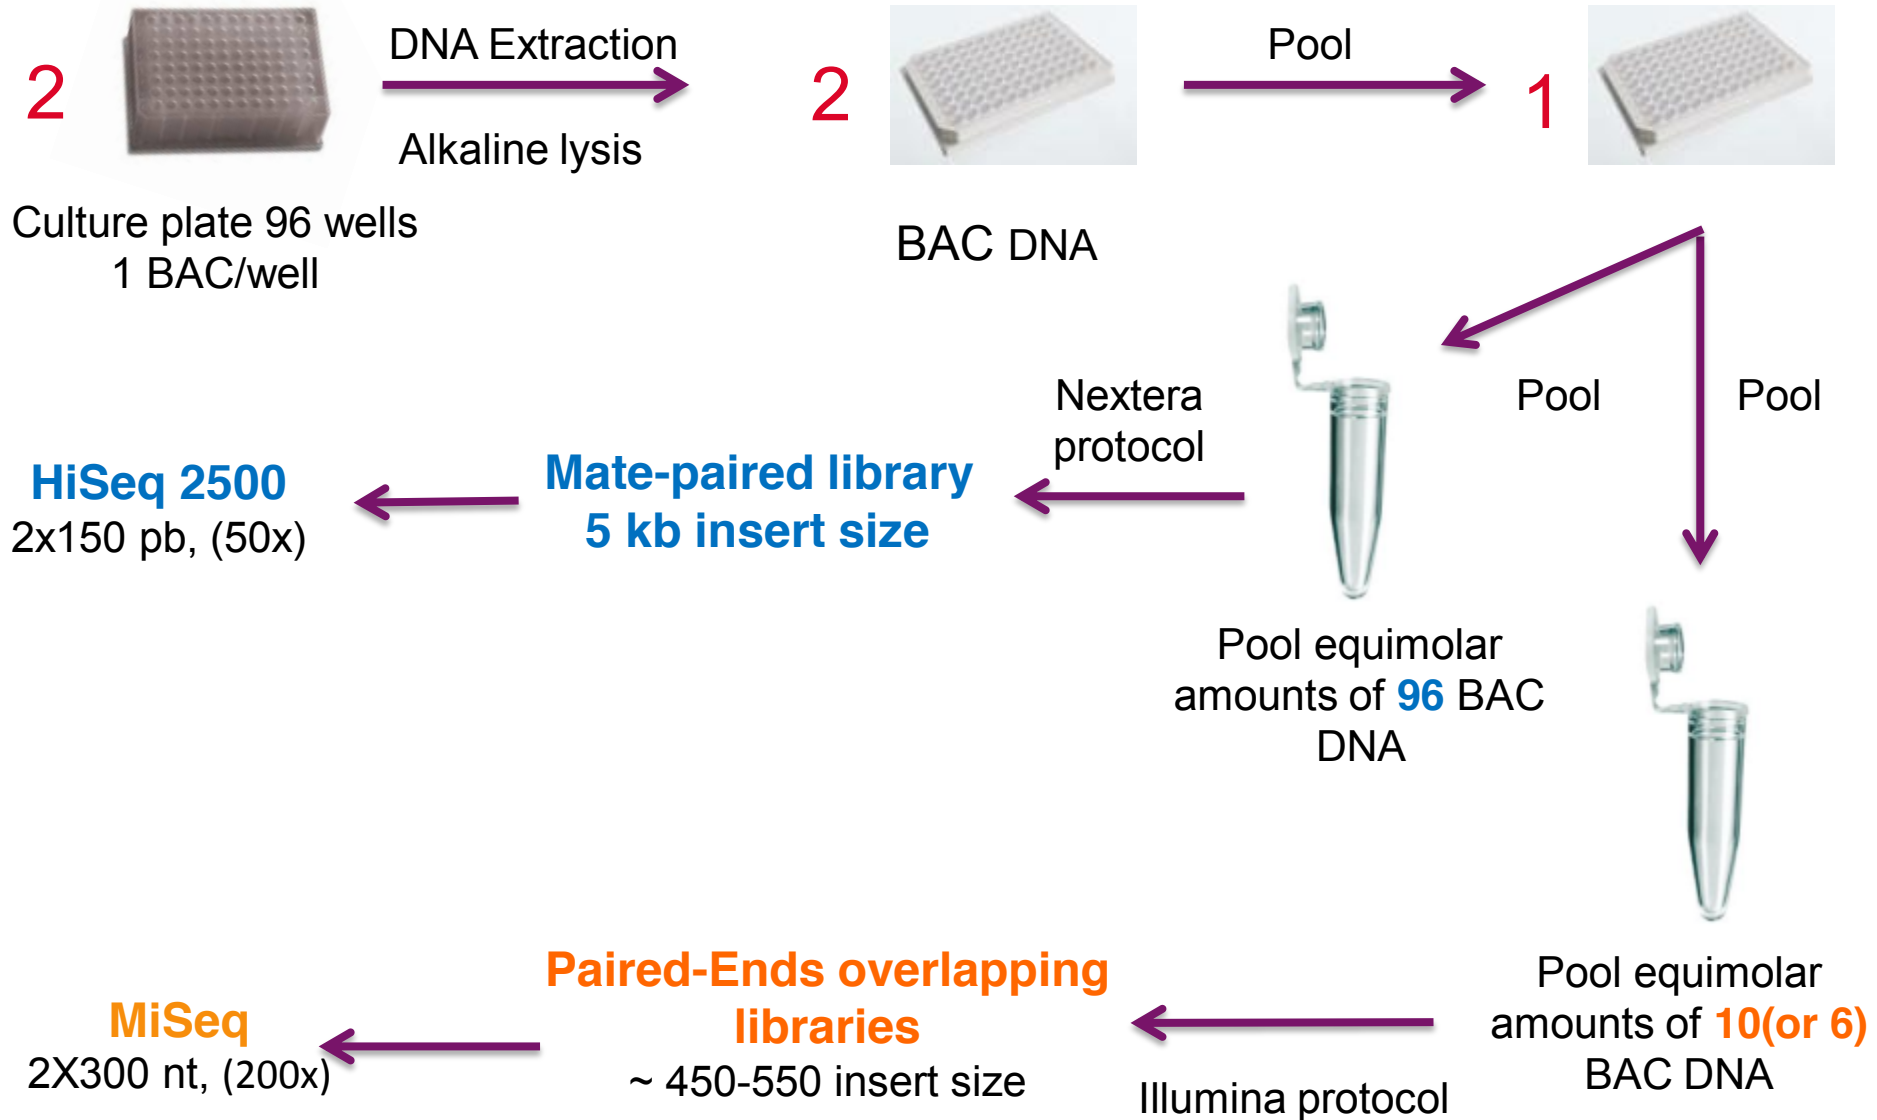 2
DNA Extraction
Alkaline lysis
2
Pool
1
Culture plate 96 wells
1 BAC/well
BAC DNA
Pool
Pool
Nextera
protocol
Mate-paired library
5 kb insert size
HiSeq 2500
2x150 pb, (50x)
Pool equimolar
amounts of 96 BAC
DNA
Pool equimolar
amounts of 10(or 6)
BAC DNA
Illumina protocol
Paired-Ends overlapping
libraries
~ 450-550 insert size
MiSeq
2X300 nt, (200x)